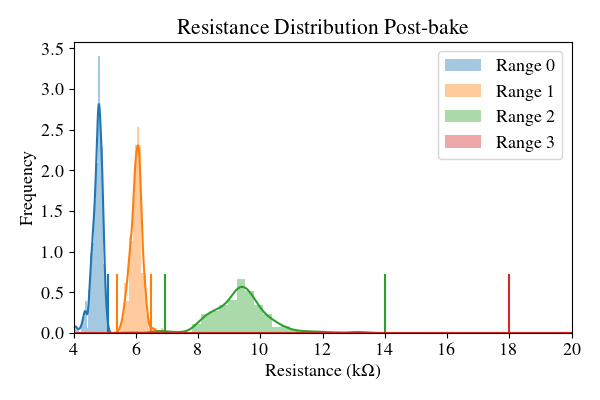 Resistance Distribution Post-bake
Range 0
Range 1
Range 2
Range 3
Frequency
3.5
3.0
2.5
2.0
1.5
1.0
0.5
0.0
4 6 8 10 12 14 16 18 20
Resistance (kΩ)